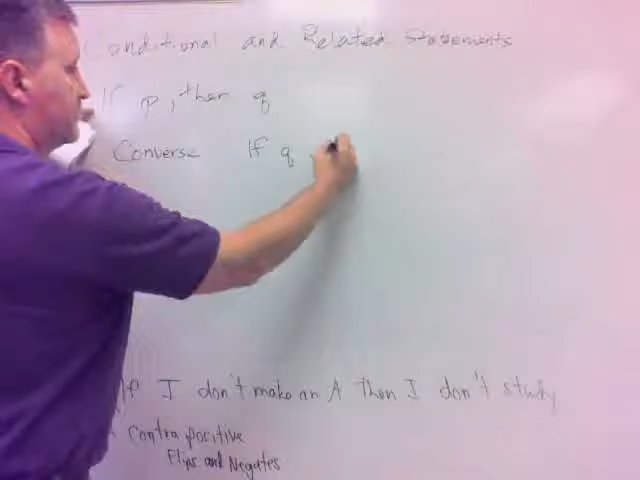 Conditional and Related Statements
If p, then q
Converse If q
If I don't make an A then I don't study
Contrapositive
Flips and Negates